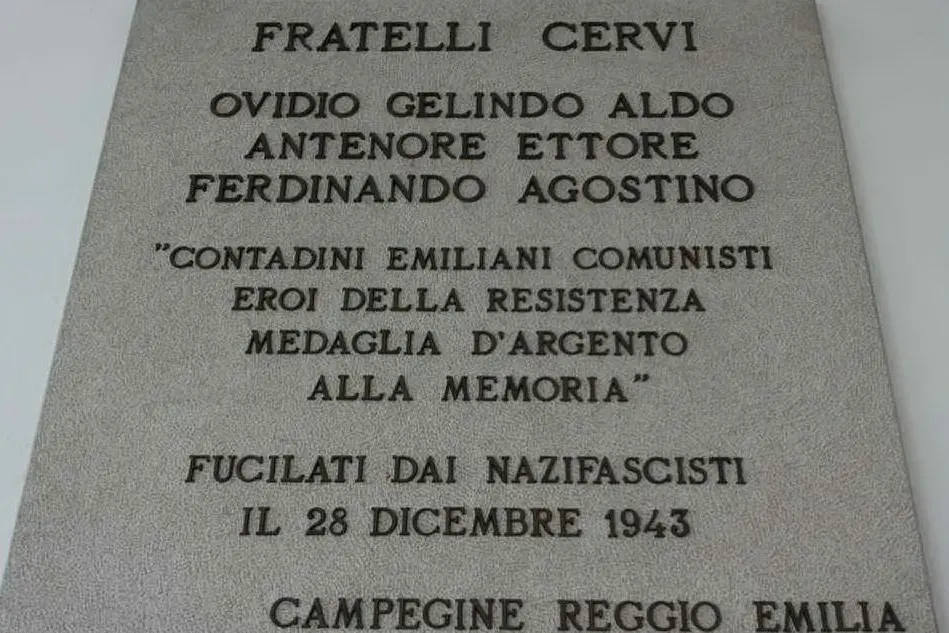 FRATELLI CERVI
OVIDIO GELINDO ALDO
ANTENORE ETTORE
FERDINANDO AGOSTINO
"CONTADINI EMILIANI COMUNISTI
EROI DELLA RESISTENZA
MEDAGLIA D'ARGENTO
ALLA MEMORIA"
FUCILATI DAI NAZIFASCISTI
IL 28 DICEMBRE 1943
CAMPEGINE REGGIO EMILIA